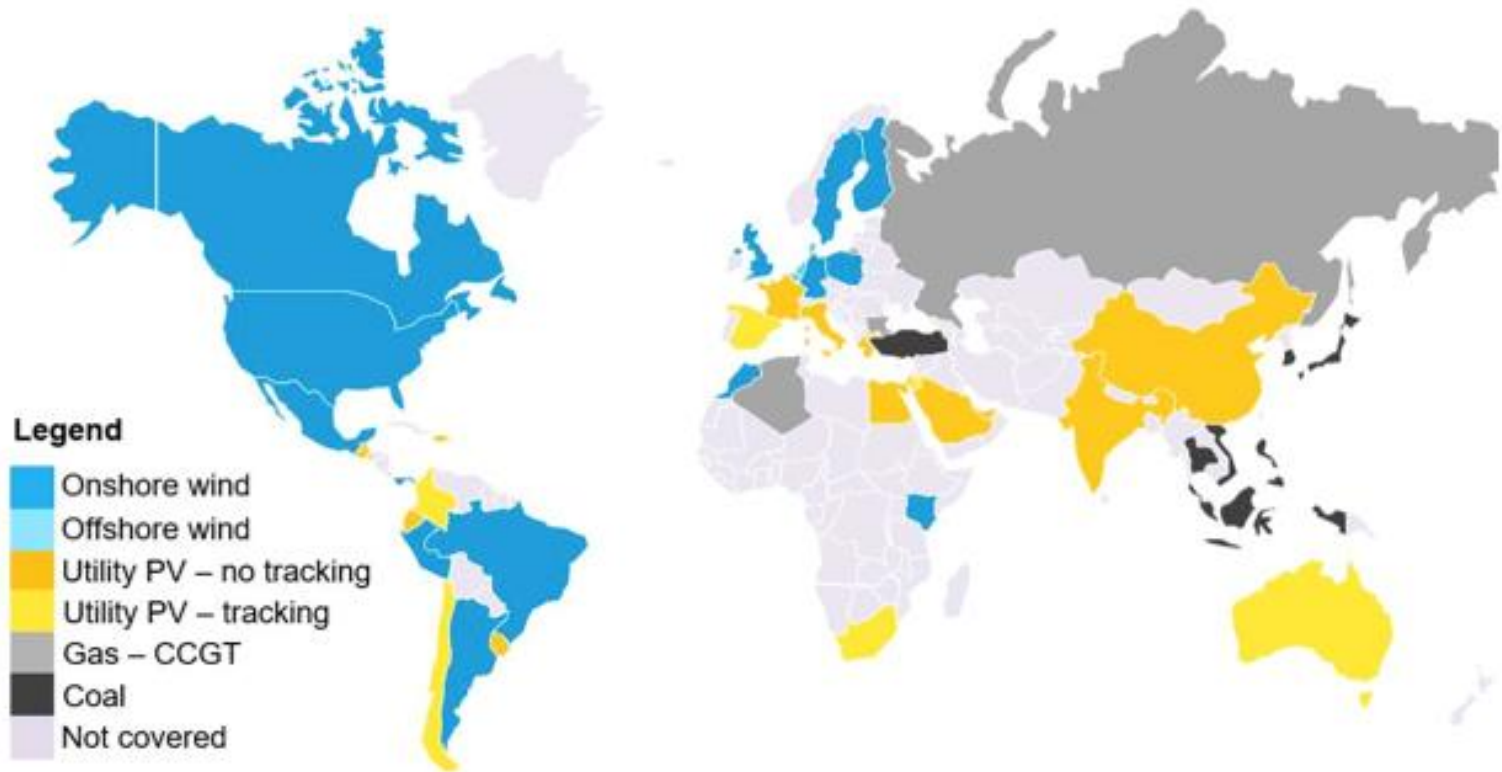 Legend
Onshore wind
Offshore wind
Utility PV – no tracking
Utility PV – tracking
Gas – CCGT
Coal
Not covered